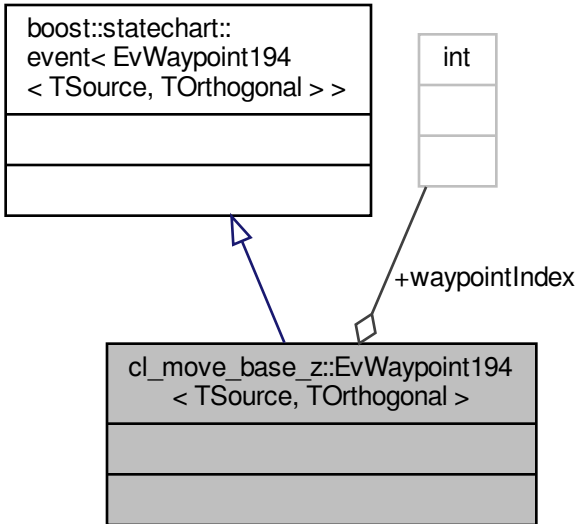 boost::statechart::
event< EvWaypoint194
< TSource, TOrthogonal > >
int
+waypointIndex
cl_move_base_z::EvWaypoint194
< TSource, TOrthogonal >